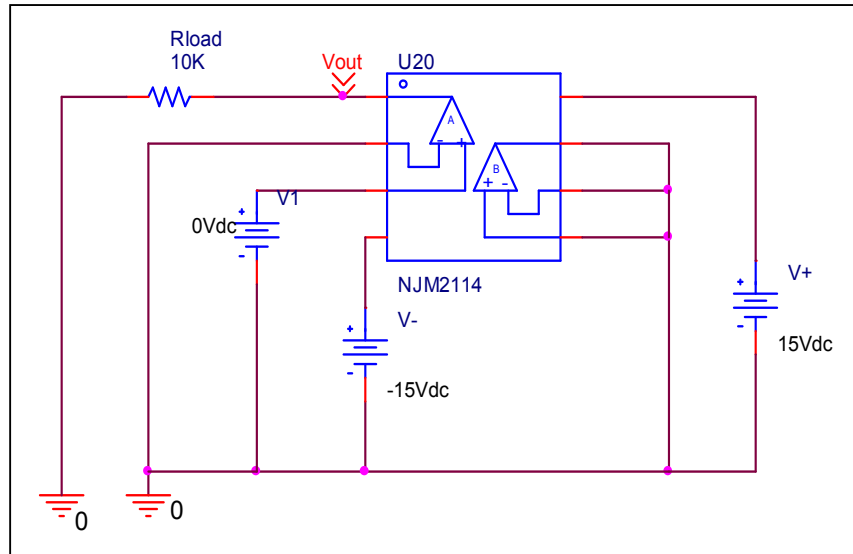 Rload
10K
Vout
U20
A
- +
B
+ -
V1
+
0Vdc
-
NJM2114
V-
+
-
-15Vdc
V+
+
-
15Vdc
0
0